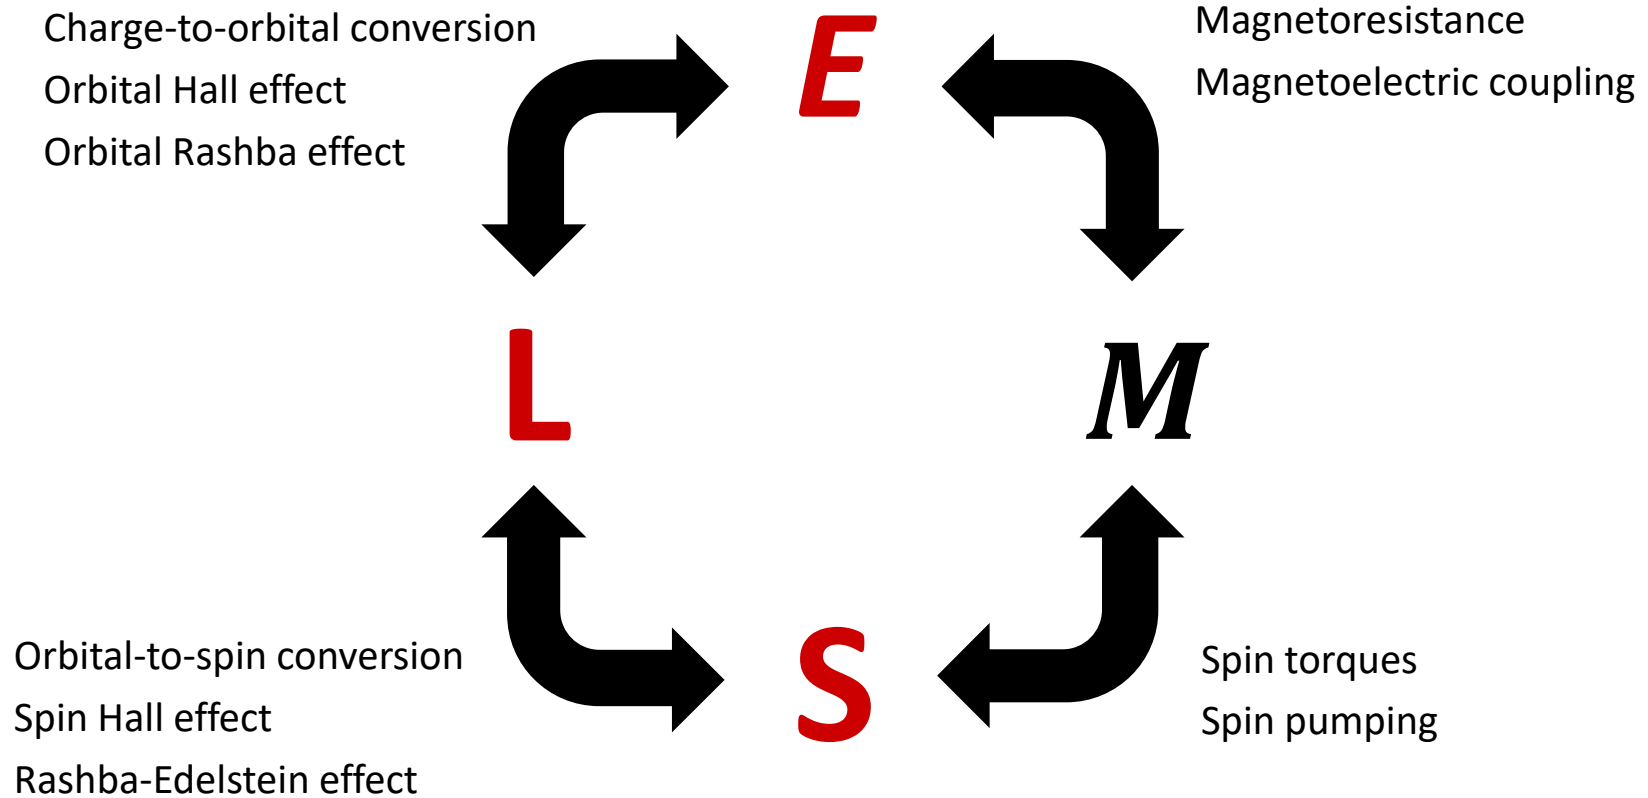 Charge-to-orbital conversion
Orbital Hall effect
Orbital Rashba effect
E
Magnetoresistance
Magnetoelectric coupling
L
M
Orbital-to-spin conversion
Spin Hall effect
Rashba-Edelstein effect
S
Spin torques
Spin pumping